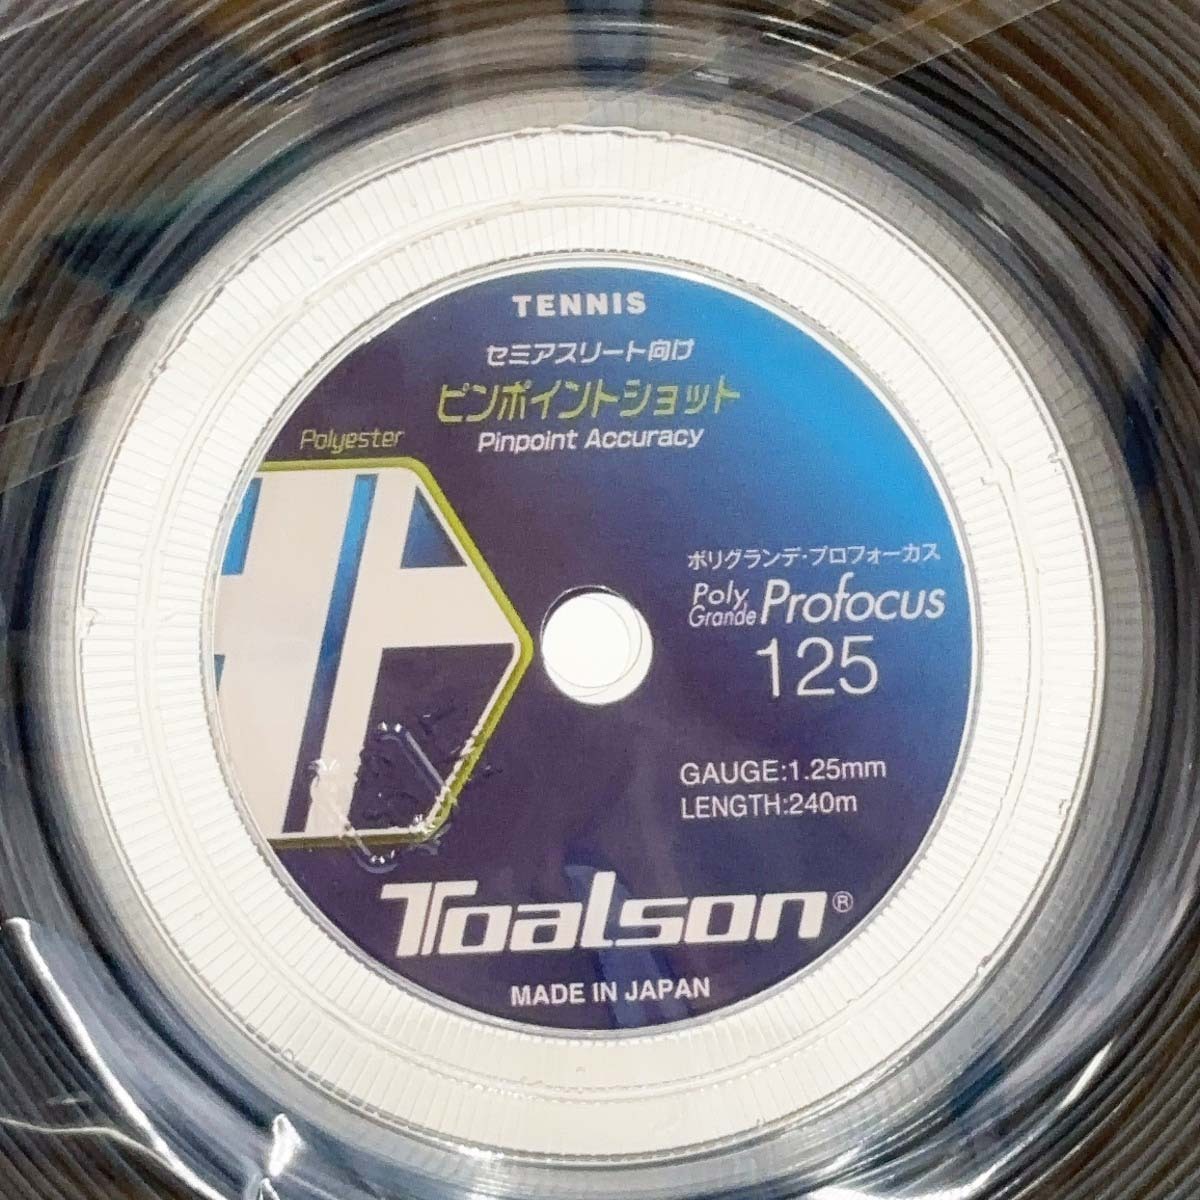 TENNIS
セミアスリート向け
ピンポイントショット
Polyester
Pinpoint Accuracy
ポリグランデ・プロフォーカス
Poly Grande Profocus
125
GAUGE:1.25mm
LENGTH:240m
Toalson®
MADE IN JAPAN